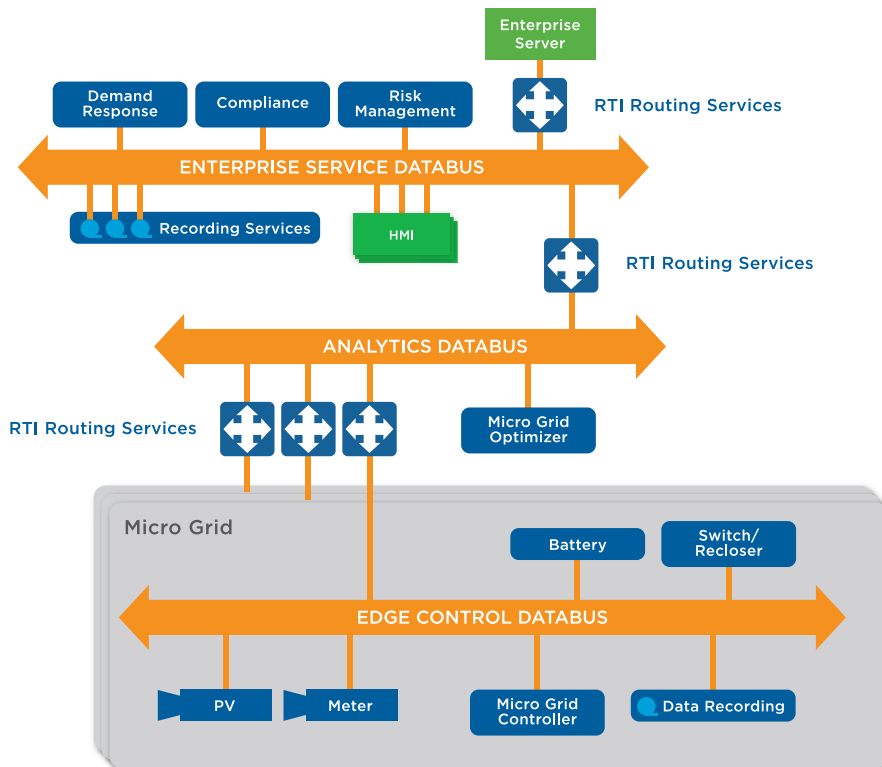 Enterprise
Server
RTI Routing Services
Demand
Response
Compliance
Risk
Management
ENTERPRISE SERVICE DATABUS
Recording Services
HMI
RTI Routing Services
ANALYTICS DATABUS
RTI Routing Services
Micro Grid
Optimizer
Micro Grid
Battery
Switch/
Recloser
EDGE CONTROL DATABUS
PV
Meter
Micro Grid
Controller
Data Recording